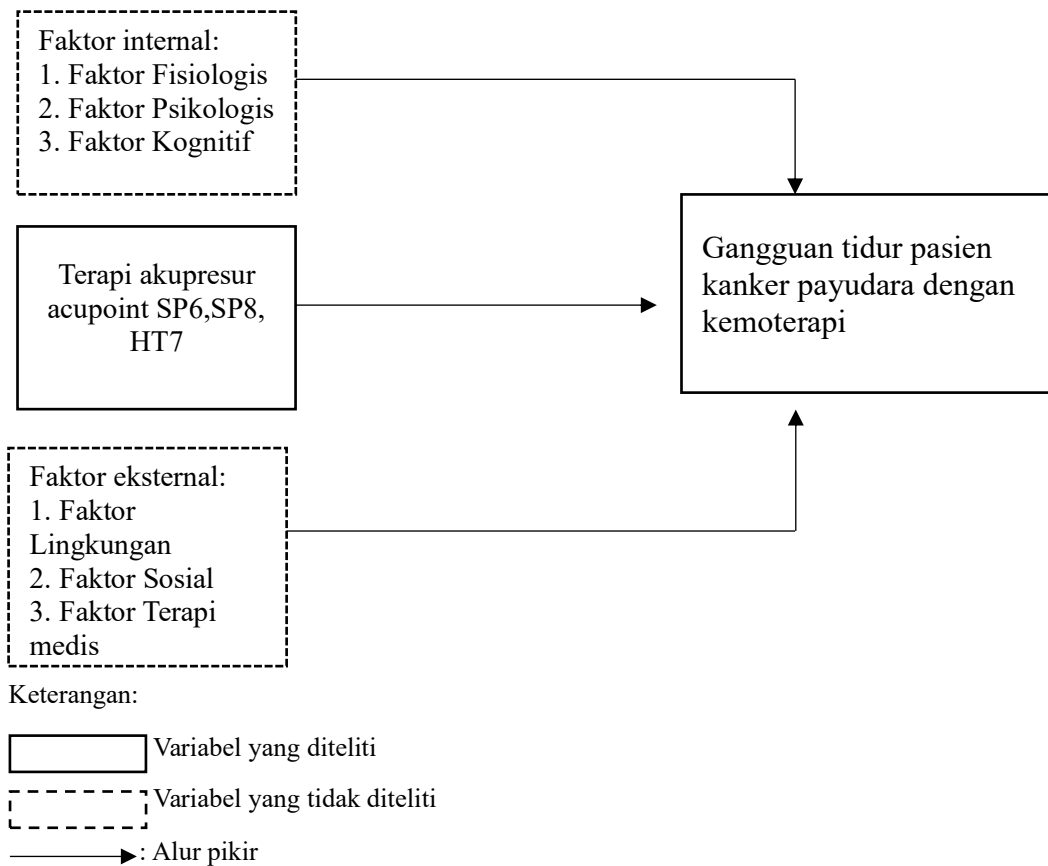 Faktor internal:
1. Faktor Fisiologis
2. Faktor Psikologis
3. Faktor Kognitif
Terapi akupresur
acupoint SP6,SP8,
HT7
Gangguan tidur pasien
kanker payudara dengan
kemoterapi
Faktor eksternal:
1. Faktor
Lingkungan
2. Faktor Sosial
3. Faktor Terapi
medis
Keterangan:
Variabel yang diteliti
Variabel yang tidak diteliti
: Alur pikir